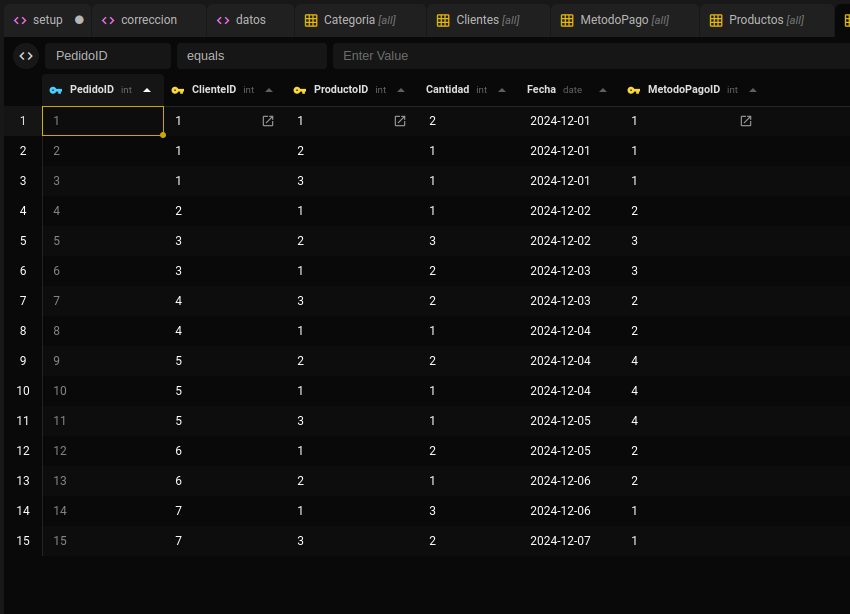 setup correccion datos Categoria [all] Clientes [all] MetodoPago [all] Productos [all]
PedidoID equals Enter Value
PedidoID int ClienteID int ProductoID int Cantidad int Fecha date MetodoPagoID int
1 1 1 1 2 2024-12-01 1
2 2 1 2 1 2024-12-01 1
3 3 1 3 1 2024-12-01 1
4 4 2 1 1 2024-12-02 2
5 5 3 2 3 2024-12-02 3
6 6 3 1 2 2024-12-03 3
7 7 4 3 2 2024-12-03 2
8 8 4 1 1 2024-12-04 2
9 9 5 2 2 2024-12-04 4
10 10 5 1 1 2024-12-04 4
11 11 5 3 1 2024-12-05 4
12 12 6 1 2 2024-12-05 2
13 13 6 2 1 2024-12-06 2
14 14 7 1 3 2024-12-06 1
15 15 7 3 2 2024-12-07 1